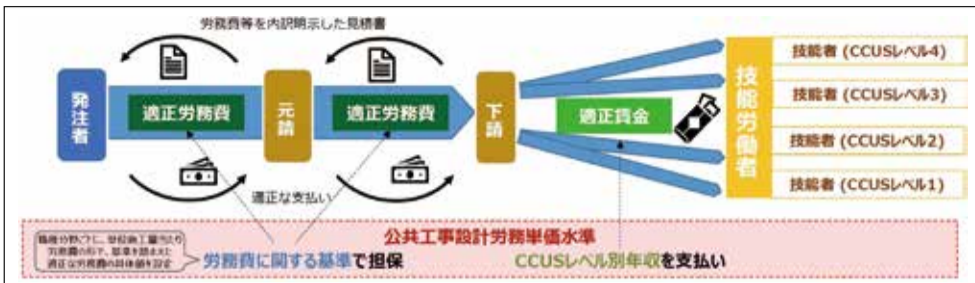 労務費等を内訳明示した見積書
発注者
適正労務費
元請
適正労務費
下請
適正賃金
技能労働者
技能者 (CCUSレベル4)
技能者 (CCUSレベル3)
技能者 (CCUSレベル2)
技能者 (CCUSレベル1)
適正な支払い
公共工事設計労務単価水準
労務費に関する基準で担保
CCUSレベル別年収を支払い